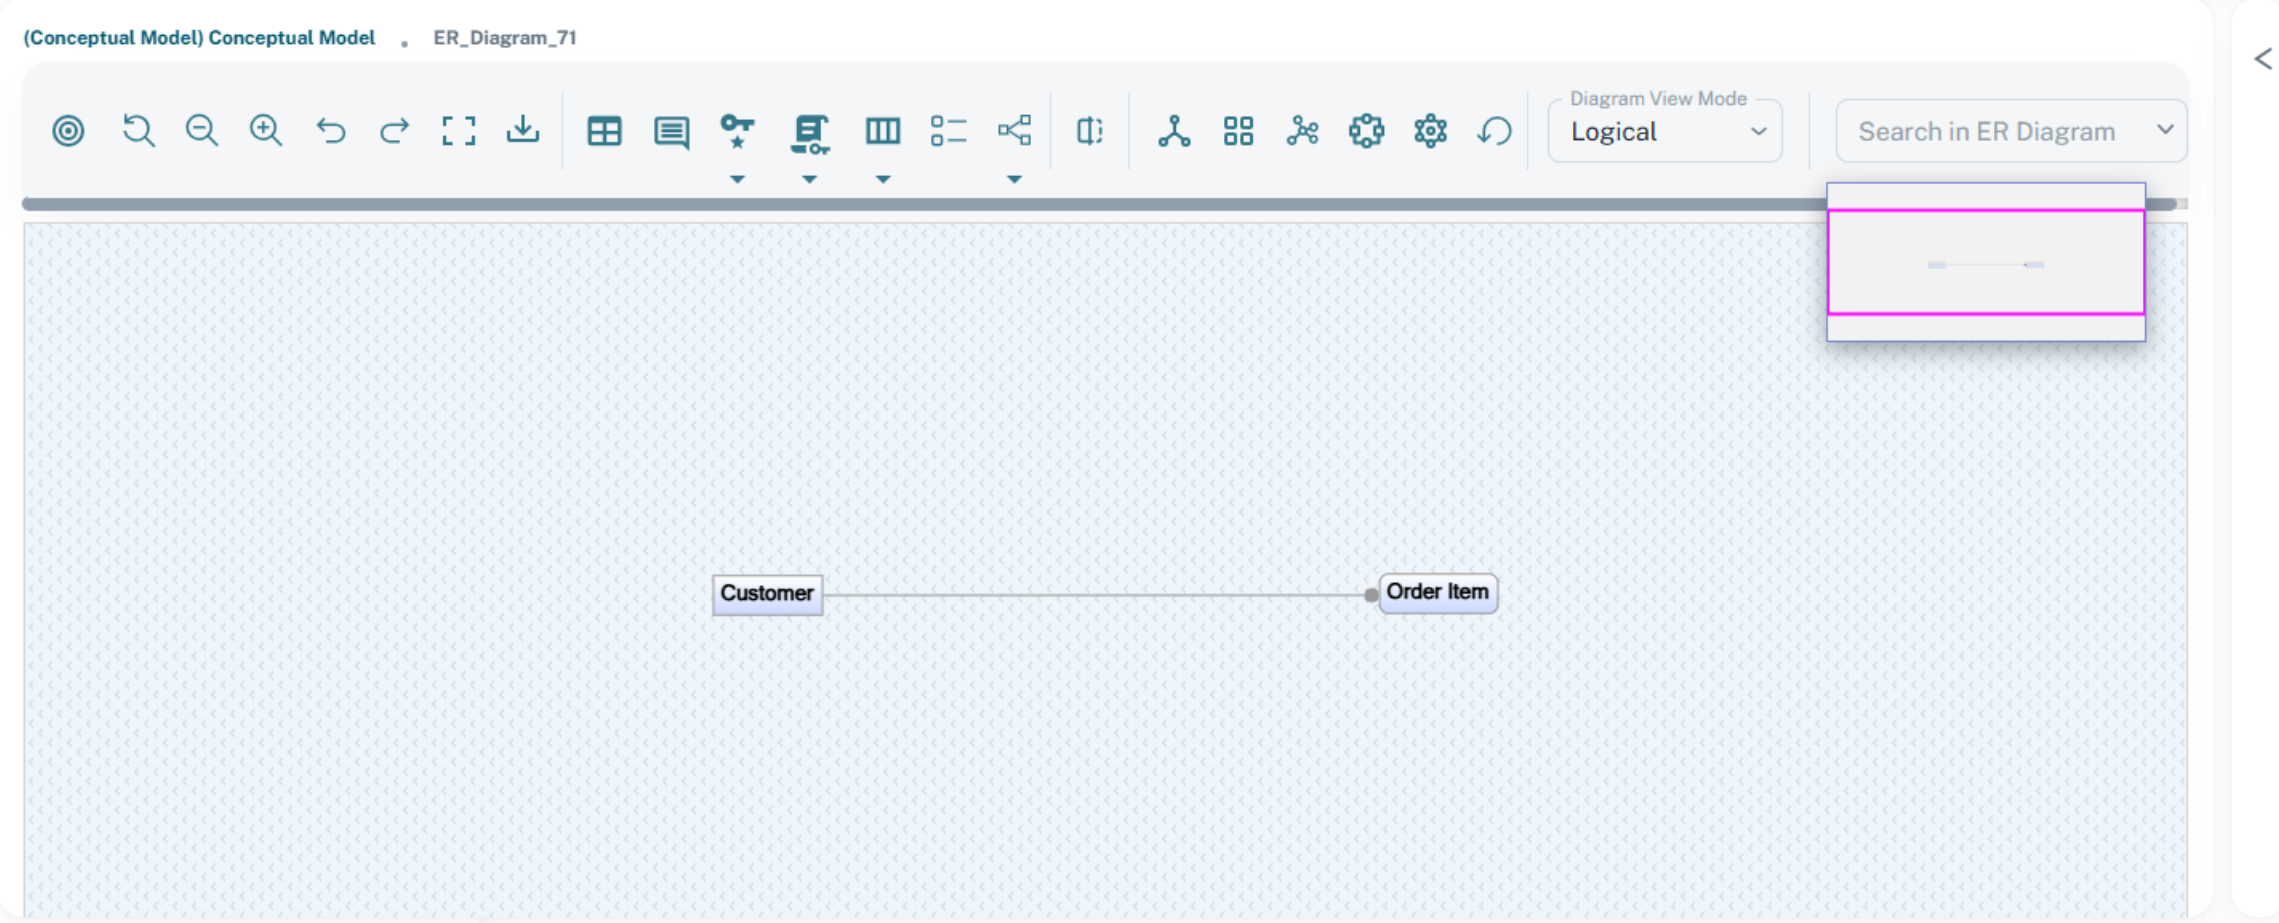 (Conceptual Model) Conceptual Model . ER_Diagram_71
Diagram View Mode
Logical
Search in ER Diagram
Customer
Order Item